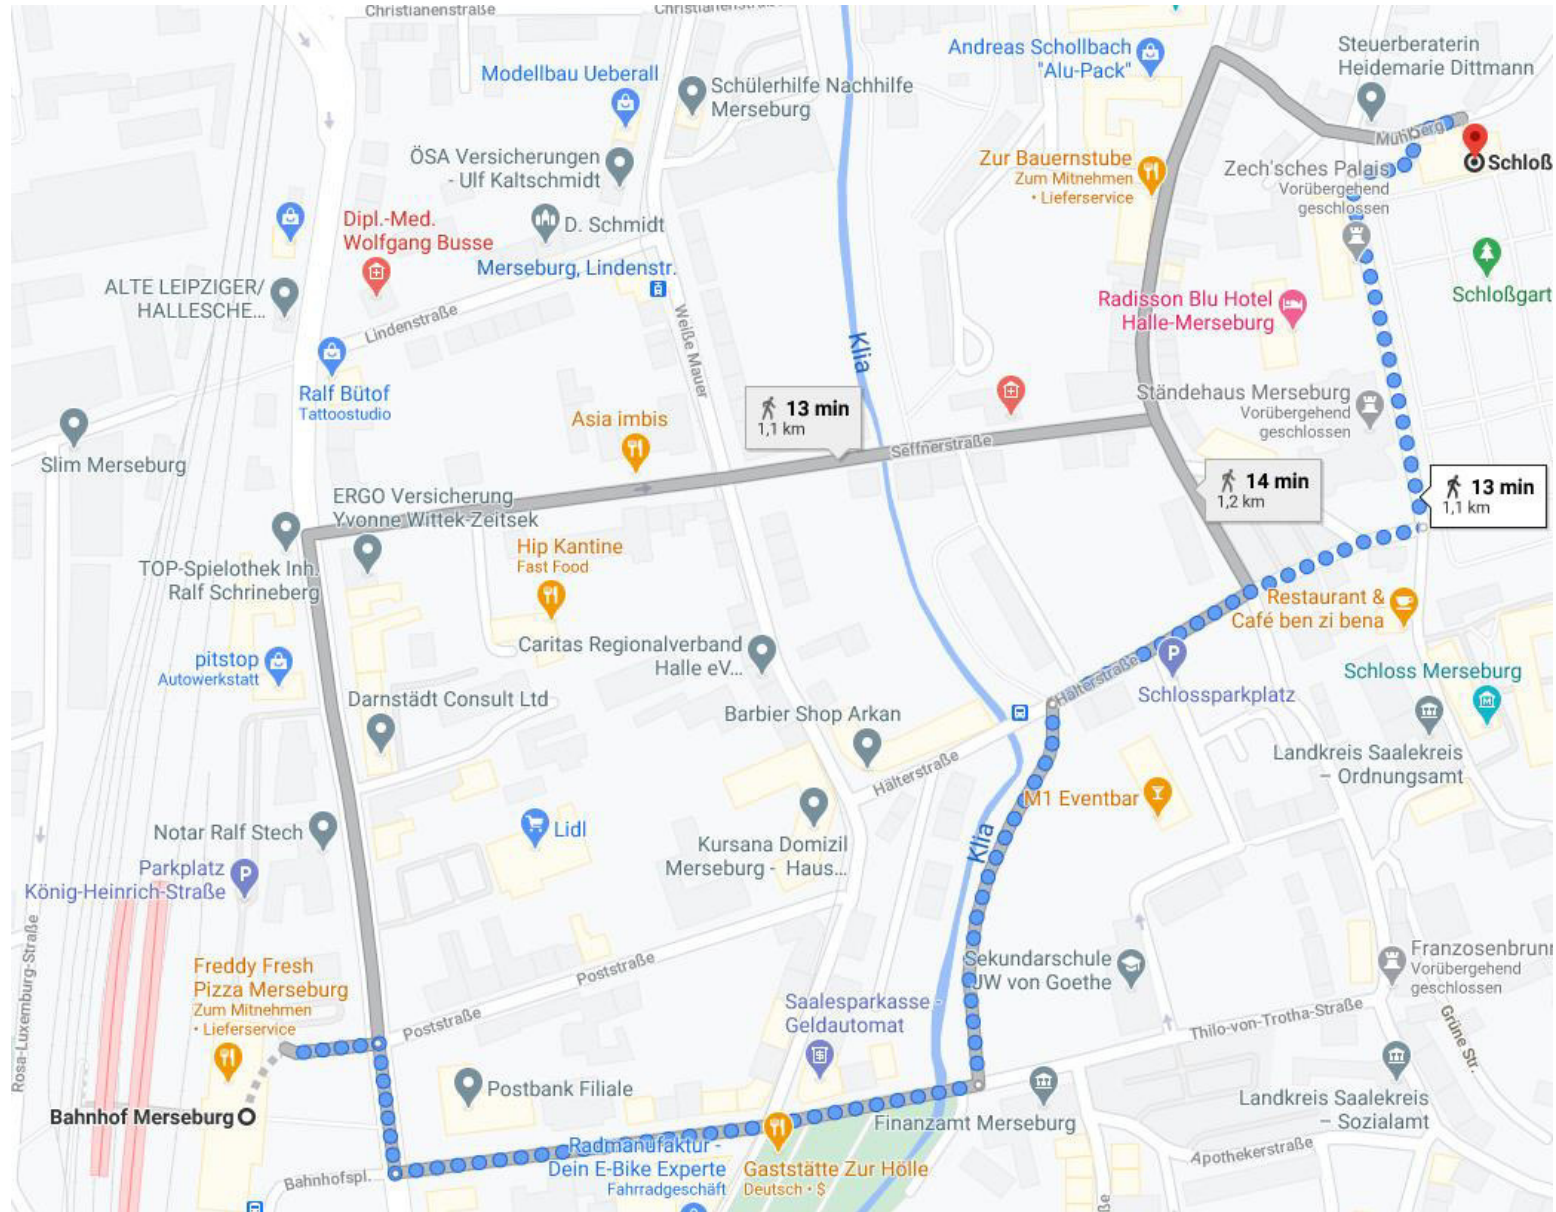 Christianenstraße
Christianenstraße
Andreas Schollbach
"Alu-Pack"
Steuerberaterin
Heidemarie Dittmann
Modellbau Ueberall
Schülerhilfe Nachhilfe
Merseburg
Mühlberg
ÖSA Versicherungen
- Ulf Kaltschmidt
Zur Bauernstube
Zum Mitnehmen
• Lieferservice
Zech'sches Palais
Vorübergehend
geschlossen
Schloß
Dipl.-Med.
Wolfgang Busse
D. Schmidt
Merseburg, Lindenstr.
ALTE LEIPZIGER/
HALLESCHE...
Lindenstraße
Weiße Mauer
Klia
Radisson Blu Hotel
Halle-Merseburg
Schloßgart
Ralf Bütof
Tattoostudio
Asia imbis
13 min
1,1 km
Seffnerstraße
Ständehaus Merseburg
Vorübergehend
geschlossen
Slim Merseburg
ERGO Versicherung
Yvonne Wittek-Zeitsek
14 min
1,2 km
13 min
1,1 km
TOP-Spielothek Inh.
Ralf Schrineberg
Hip Kantine
Fast Food
Restaurant &
Café ben zi bena
pitstop
Autowerkstatt
Caritas Regionalverband
Halle eV...
Hälterstraße
P
Schlossparkplatz
Schloss Merseburg
Darnstädt Consult Ltd
Barbier Shop Arkan
Hälterstraße
Landkreis Saalekreis
– Ordnungsamt
M1 Eventbar
Notar Ralf Stech
Lidl
Kursana Domizil
Merseburg - Haus...
Klia
Parkplatz
König-Heinrich-Straße
P
Rosa-Luxemburg-Straße
Freddy Fresh
Pizza Merseburg
Zum Mitnehmen
• Lieferservice
Poststraße
Poststraße
Sekundarschule
JW von Goethe
Franzosenbrunn
Vorübergehend
geschlossen
Saalesparkasse -
Geldautomat
Thilo-von-Trotha-Straße
Grüne Str.
Bahnhof Merseburg
Postbank Filiale
Finanzamt Merseburg
Landkreis Saalekreis
– Sozialamt
Radmanufaktur -
Dein E-Bike Experte
Fahrradgeschäft
Gaststätte Zur Hölle
Deutsch • $
Bahnhofspl.
Apothekerstraße
ße